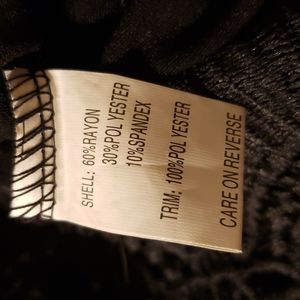 SHELL: 60%RAYON
30%POLYESTER
10%SPANDEX
TRIM: 100%POLYESTER
CARE ON REVERSE